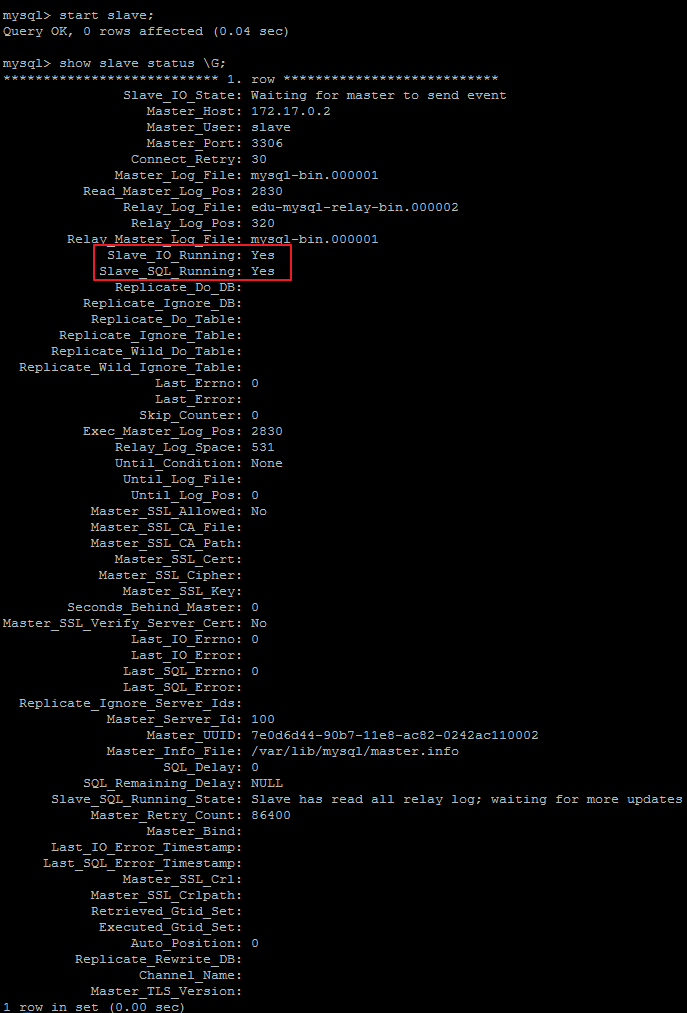 mysql> start slave;
Query OK, 0 rows affected (0.04 sec)
mysql> show slave status \G;
*************************** 1. row ***************************
Slave_IO_State: Waiting for master to send event
Master_Host: 172.17.0.2
Master_User: slave
Master_Port: 3306
Connect_Retry: 30
Master_Log_File: mysql-bin.000001
Read_Master_Log_Pos: 2830
Relay_Log_File: edu-mysql-relay-bin.000002
Relay_Log_Pos: 320
Relay_Master_Log_File: mysql-bin.000001
Slave_IO_Running: Yes
Slave_SQL_Running: Yes
Replicate_Do_DB:
Replicate_Ignore_DB:
Replicate_Do_Table:
Replicate_Ignore_Table:
Replicate_Wild_Do_Table:
Replicate_Wild_Ignore_Table:
Last_Errno: 0
Last_Error:
Skip_Counter: 0
Exec_Master_Log_Pos: 2830
Relay_Log_Space: 531
Until_Condition: None
Until_Log_File:
Until_Log_Pos: 0
Master_SSL_Allowed: No
Master_SSL_CA_File:
Master_SSL_CA_Path:
Master_SSL_Cert:
Master_SSL_Cipher:
Master_SSL_Key:
Seconds_Behind_Master: 0
Master_SSL_Verify_Server_Cert: No
Last_IO_Errno: 0
Last_IO_Error:
Last_SQL_Errno: 0
Last_SQL_Error:
Replicate_Ignore_Server_Ids:
Master_Server_Id: 100
Master_UUID: 7e0d6d44-90b7-11e8-ac82-0242ac110002
Master_Info_File: /var/lib/mysql/master.info
SQL_Delay: 0
SQL_Remaining_Delay: NULL
Slave_SQL_Running_State: Slave has read all relay log; waiting for more updates
Master_Retry_Count: 86400
Master_Bind:
Last_IO_Error_Timestamp:
Last_SQL_Error_Timestamp:
Master_SSL_Crl:
Master_SSL_Crlpath:
Retrieved_Gtid_Set:
Executed_Gtid_Set:
Auto_Position: 0
Replicate_Rewrite_DB:
Channel_Name:
Master_TLS_Version:
1 row in set (0.00 sec)